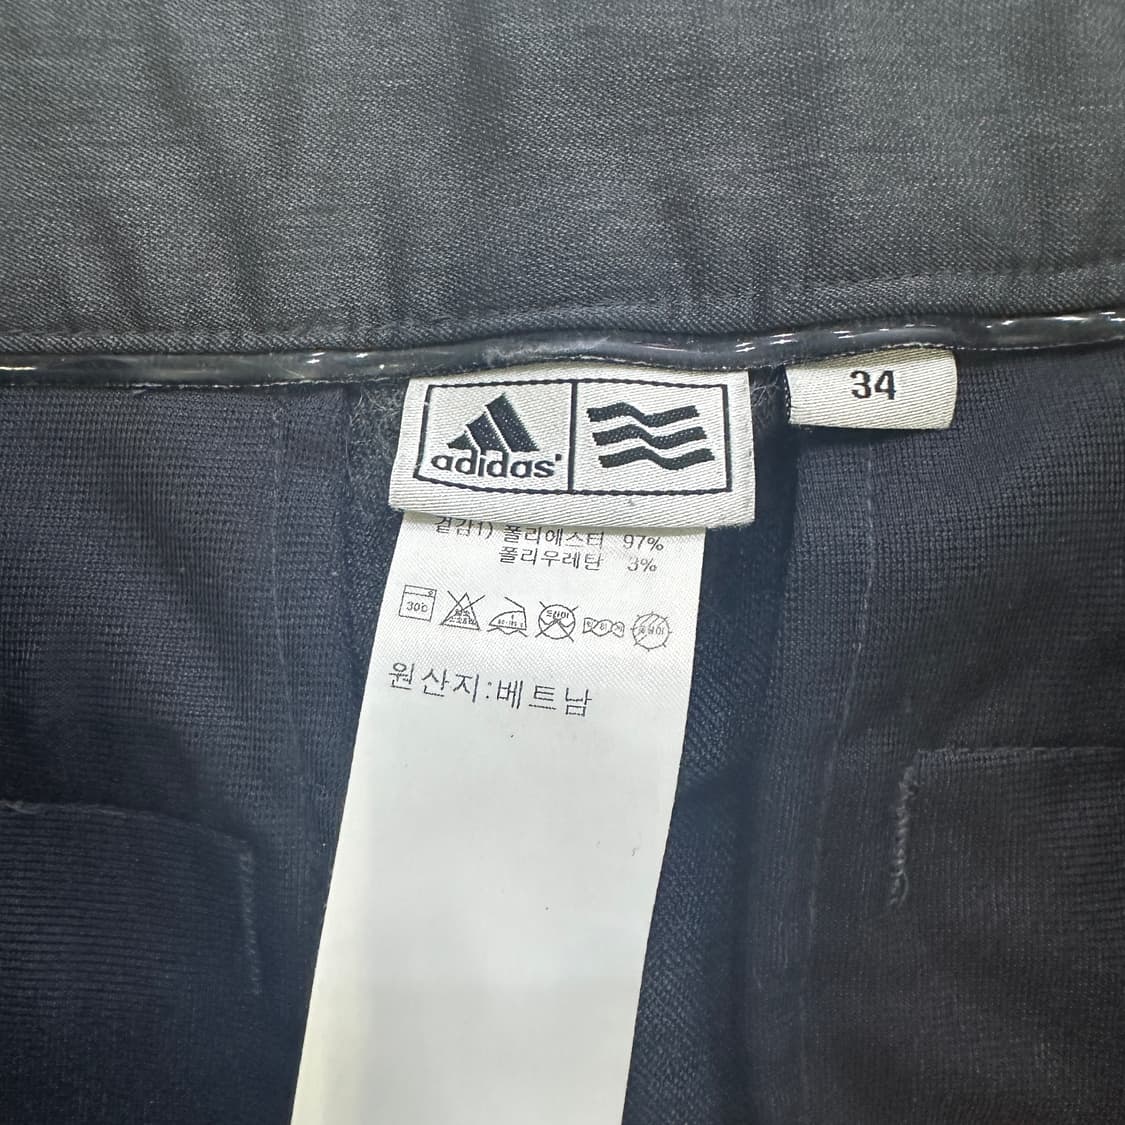 adidas
34
겉감1) 폴리에스터 97%
폴리우레탄 3%
30
원산지:베트남